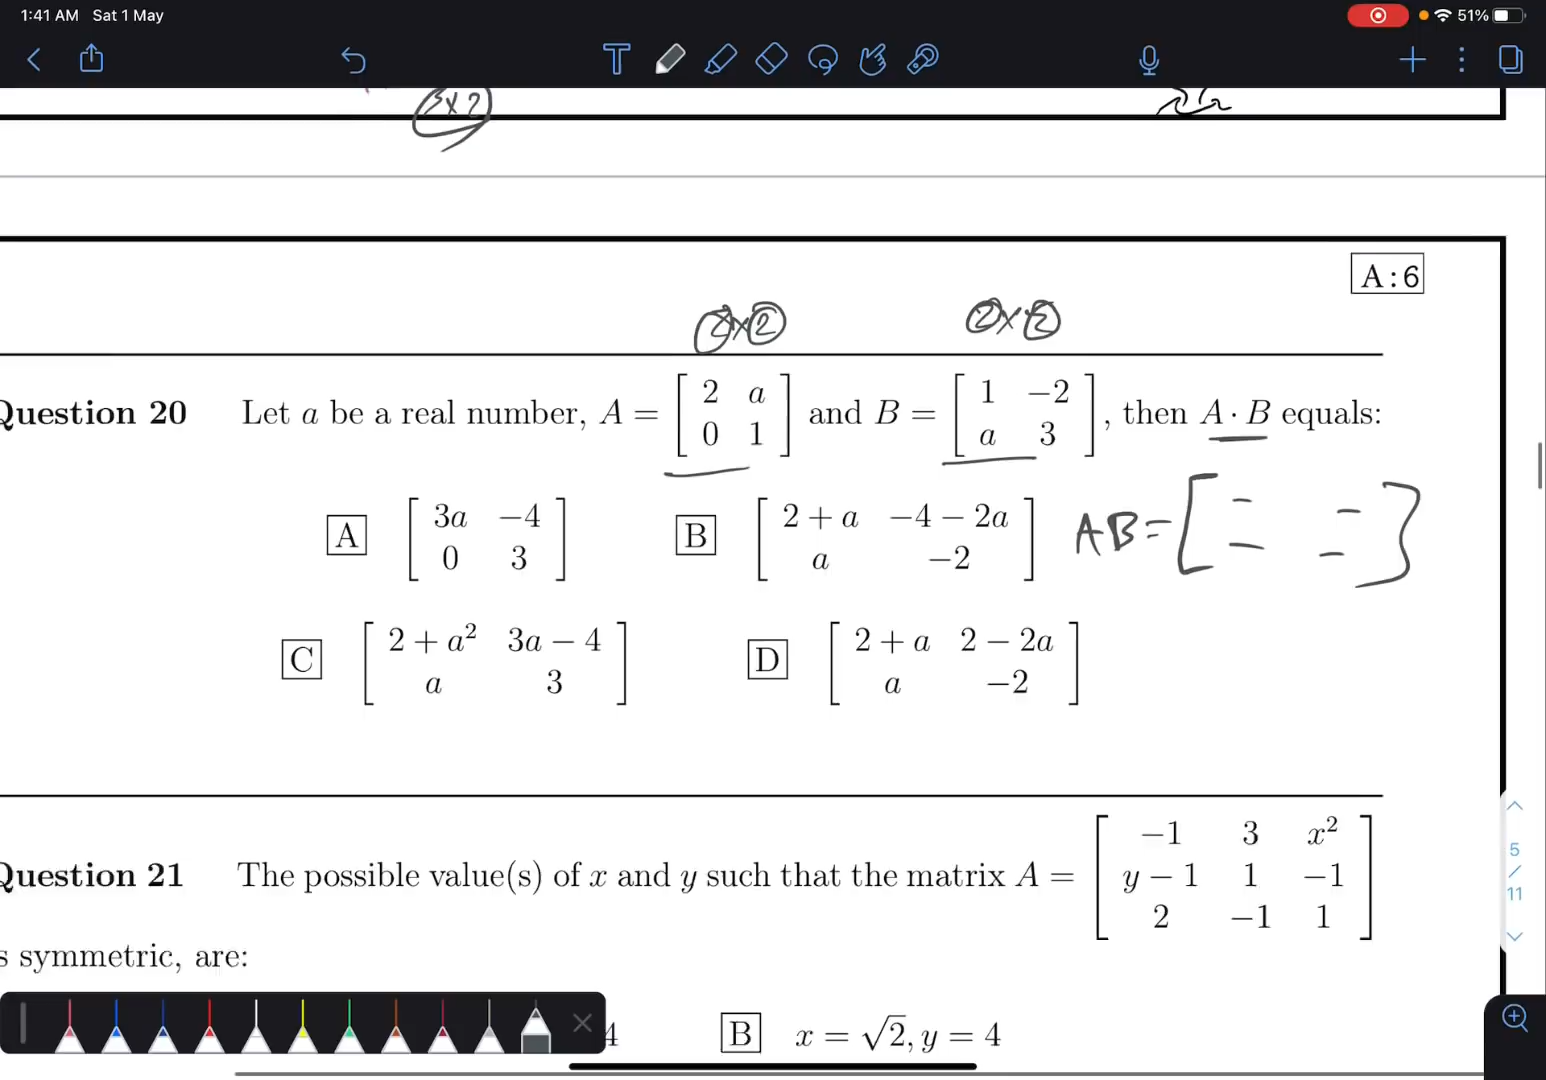 1:41 AM Sat 1 May
51%
A : 6
2×2 2×2
Question 20 Let a be a real number, A = [ 2 a ; 0 1 ] and B = [ 1 −2 ; a 3 ], then A · B equals:
A [ 3a −4 ; 0 3 ] B [ 2 + a −4 − 2a ; a −2 ] AB = [ ]
C [ 2 + a² 3a − 4 ; a 3 ] D [ 2 + a 2 − 2a ; a −2 ]
Question 21 The possible value(s) of x and y such that the matrix A = [ −1 3 x² ; y − 1 1 −1 ; 2 −1 1 ]
s symmetric, are:
4 B x = √2, y = 4
5
/
11